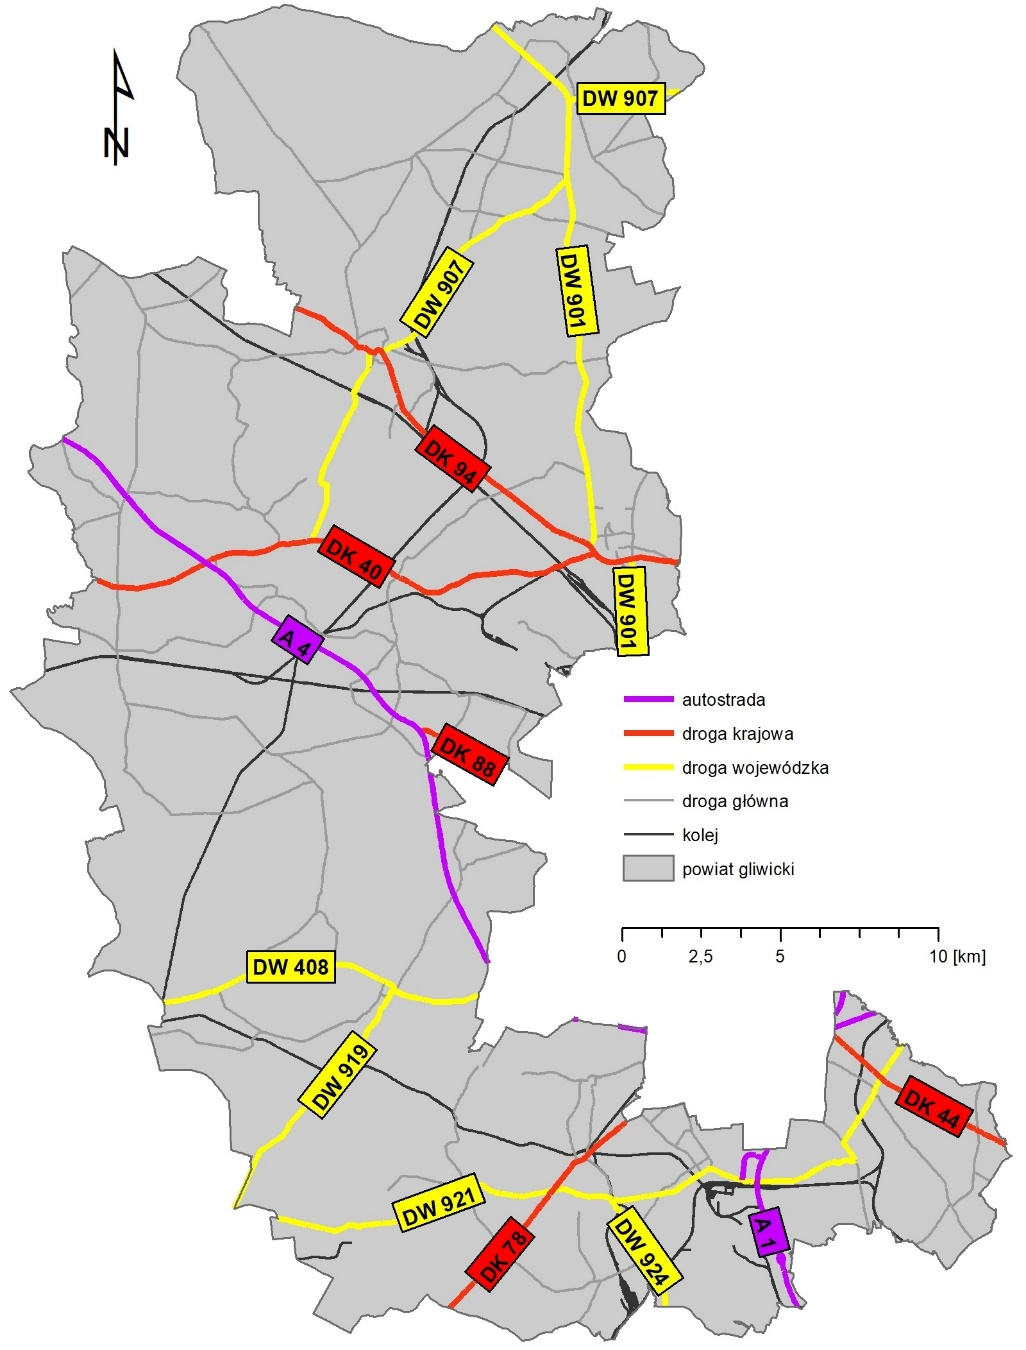 N
DW 907
DW 907
DW 901
DK 94
DK 40
DW 901
A 4
DK 88
autostrada
droga krajowa
droga wojewódzka
droga główna
kolej
powiat gliwicki
0 2,5 5 10 [km]
DW 408
DW 919
DK 44
DW 921
DK 78
DW 924
A 1